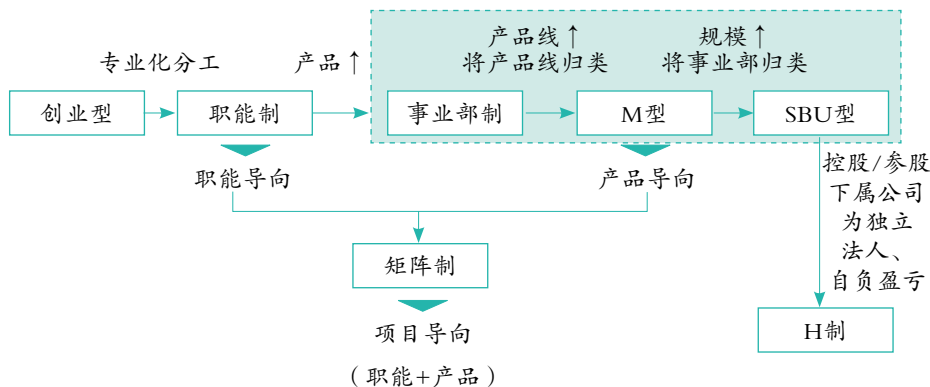 产品线↑
规模↑
专业化分工
产品↑
将产品线归类
将事业部归类
创业型
职能制
事业部制
M型
SBU型
职能导向
产品导向
控股/参股
下属公司
为独立
法人、
自负盈亏
矩阵制
项目导向
（职能+产品）
H制